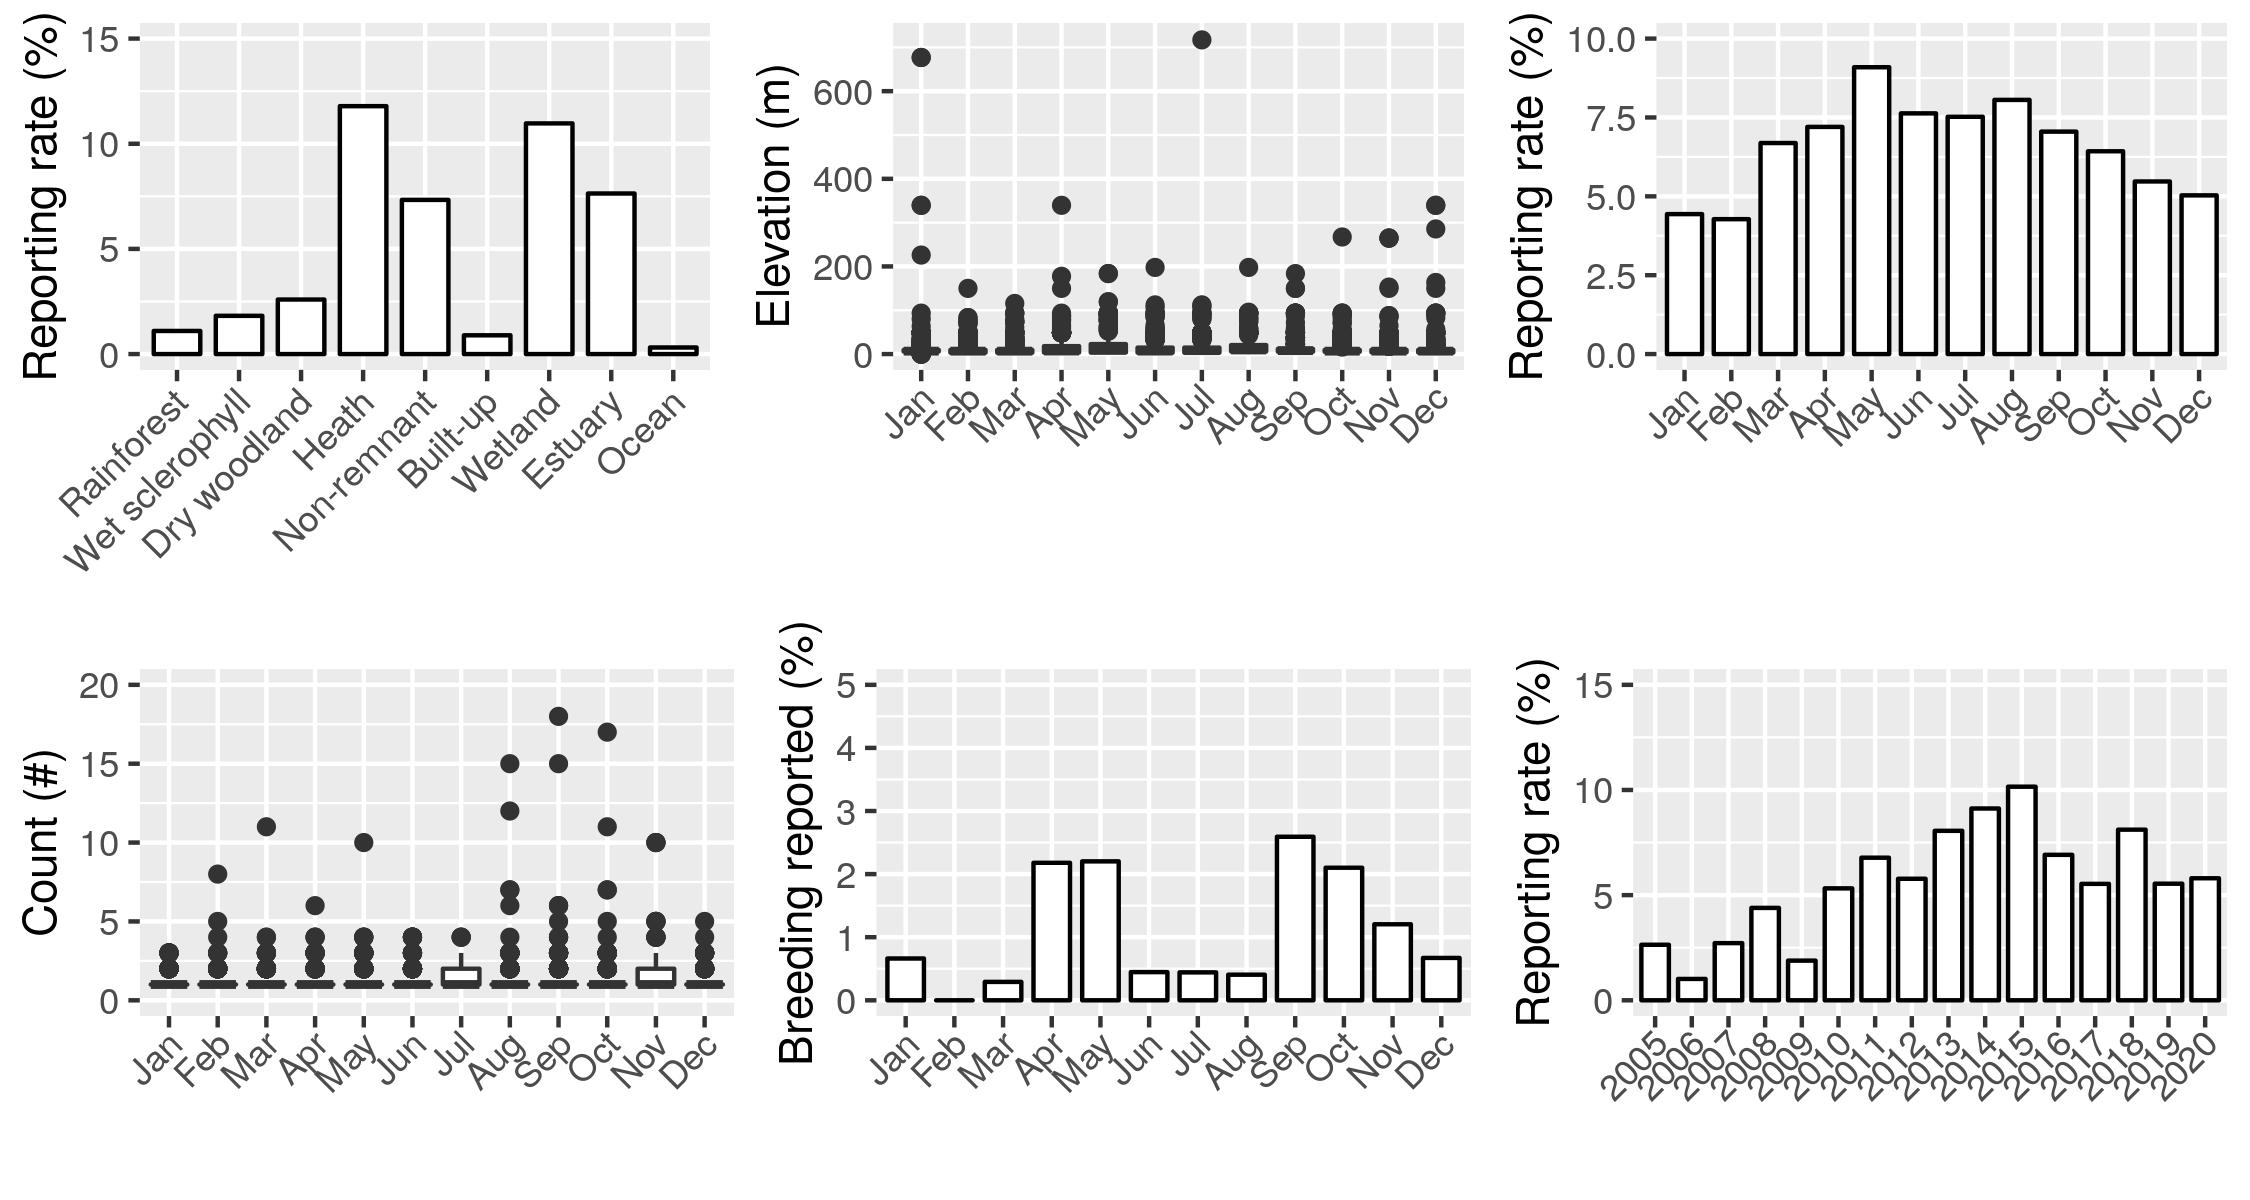 Reporting rate (%)
15
10
5
0
Rainforest
Wet sclerophyll
Dry woodland
Heath
Non-remnant
Built-up
Wetland
Estuary
Ocean
Elevation (m)
600
400
200
0
Jan
Feb
Mar
Apr
May
Jun
Jul
Aug
Sep
Oct
Nov
Dec
Reporting rate (%)
10.0
7.5
5.0
2.5
0.0
Jan
Feb
Mar
Apr
May
Jun
Jul
Aug
Sep
Oct
Nov
Dec
Count (#)
20
15
10
5
0
Jan
Feb
Mar
Apr
May
Jun
Jul
Aug
Sep
Oct
Nov
Dec
Breeding reported (%)
5
4
3
2
1
0
Jan
Feb
Mar
Apr
May
Jun
Jul
Aug
Sep
Oct
Nov
Dec
Reporting rate (%)
15
10
5
0
2005
2006
2007
2008
2009
2010
2011
2012
2013
2014
2015
2016
2017
2018
2019
2020